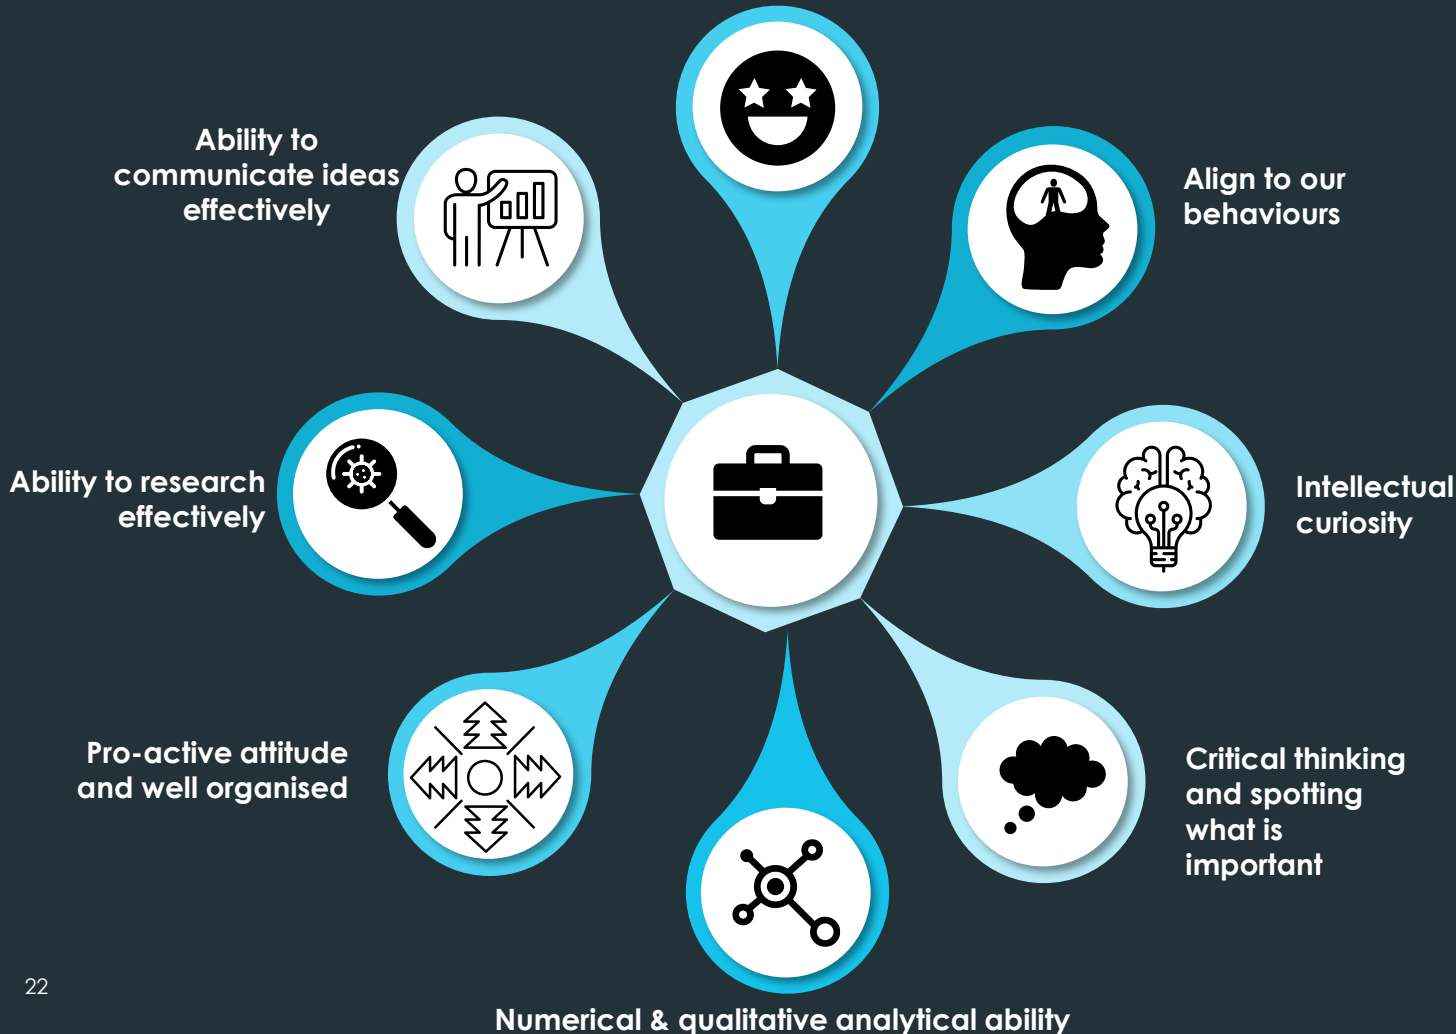 Ability to
communicate ideas
effectively
Align to our
behaviours
Ability to research
effectively
Intellectual
curiosity
Pro-active attitude
and well organised
Critical thinking
and spotting
what is
important
22
Numerical & qualitative analytical ability